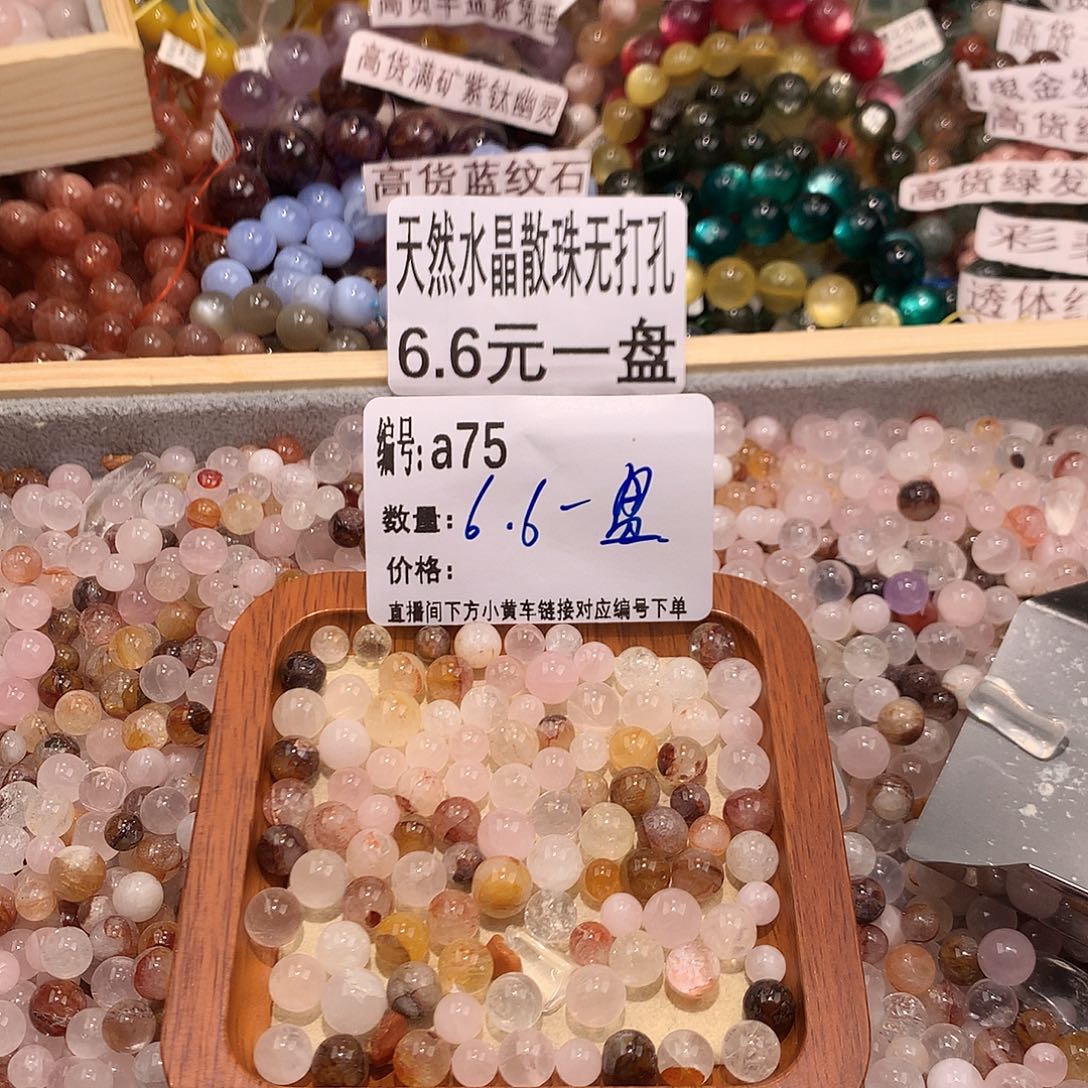 高货满矿紫钛幽灵
高货
高货蓝纹石
高货绿发
天然水晶散珠无打孔
6.6元一盘
编号:a75
数量:6.6一盘
价格:
直播间下方小黄车链接对应编号下单